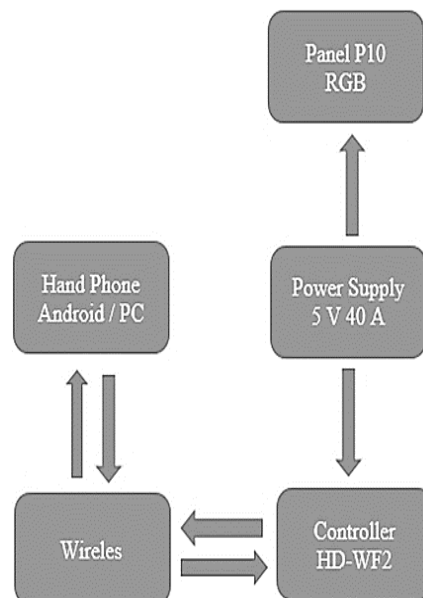 Panel P10
RGB
Hand Phone
Android / PC
Power Supply
5 V 40 A
Wireles
Controller
HD-WF2